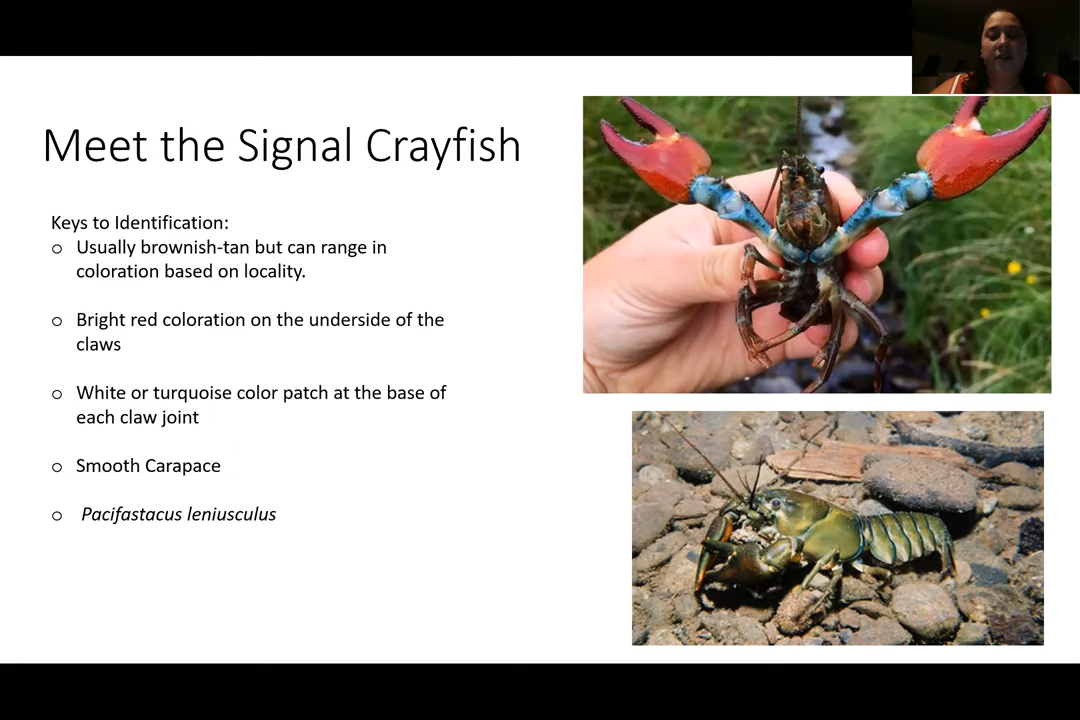 Meet the Signal Crayfish
Keys to Identification:
o Usually brownish-tan but can range in
coloration based on locality.
o Bright red coloration on the underside of the
claws
o White or turquoise color patch at the base of
each claw joint
o Smooth Carapace
o Pacifastacus leniusculus